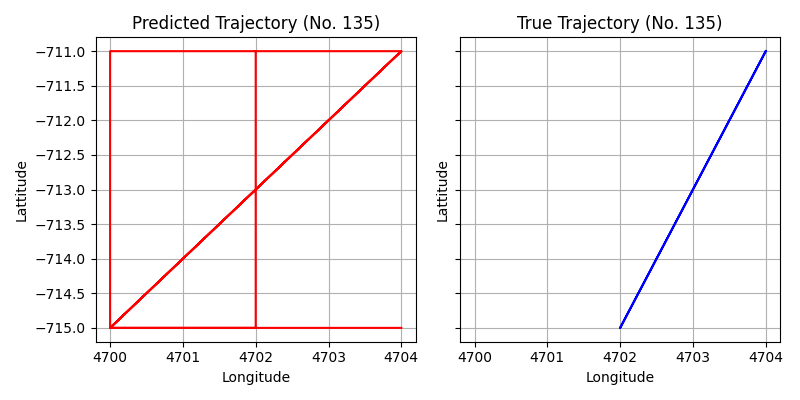 Predicted Trajectory (No. 135)
Lattitude
−711.0
−711.5
−712.0
−712.5
−713.0
−713.5
−714.0
−714.5
−715.0
4700 4701 4702 4703 4704
Longitude
True Trajectory (No. 135)
Lattitude
4700 4701 4702 4703 4704
Longitude